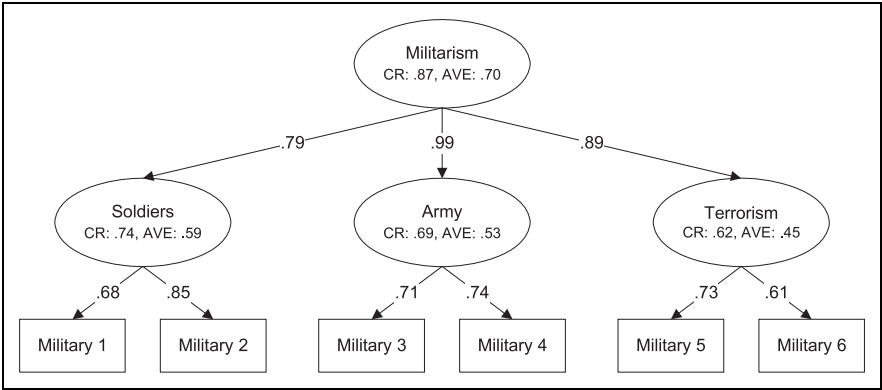 Militarism
CR: .87, AVE: .70
.79
.99
.89
Soldiers
CR: .74, AVE: .59
Army
CR: .69, AVE: .53
Terrorism
CR: .62, AVE: .45
.68
.85
.71
.74
.73
.61
Military 1
Military 2
Military 3
Military 4
Military 5
Military 6